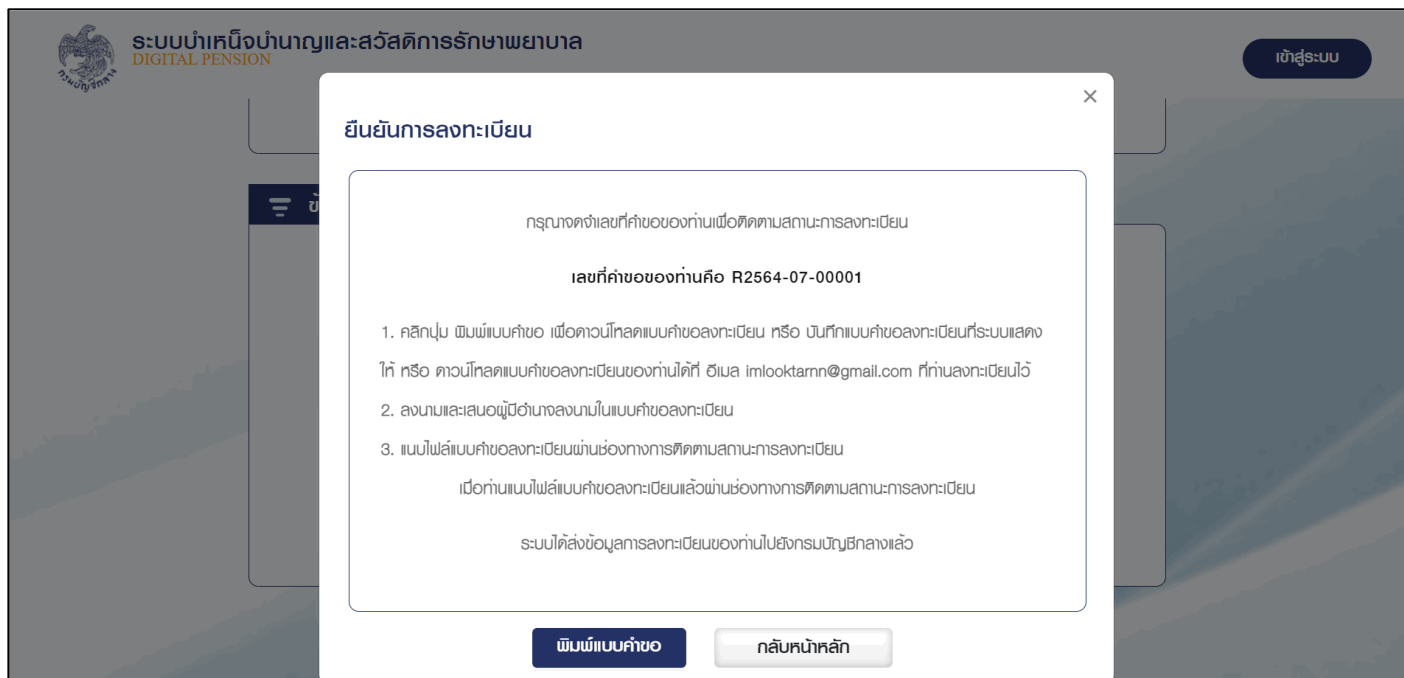 ระบบบำเหน็จบำนาญและสวัสดิการรักษาพยาบาล
DIGITAL PENSION
กรมบัญชีกลาง
เข้าสู่ระบบ
×
ยืนยันการลงทะเบียน
กรุณาจดจำเลขที่คำขอของท่านเพื่อติดตามสถานะการลงทะเบียน
เลขที่คำขอของท่านคือ R2564-07-00001
1. คลิกปุ่ม พิมพ์แบบคำขอ เพื่อดาวน์โหลดแบบคำขอลงทะเบียน หรือ บันทึกแบบคำขอลงทะเบียนที่ระบบแสดง
ให้ หรือ ดาวน์โหลดแบบคำขอลงทะเบียนของท่านได้ที่ อีเมล imlooktarnn@gmail.com ที่ท่านลงทะเบียนไว้
2. ลงนามและเสนอผู้มีอำนาจลงนามในแบบคำขอลงทะเบียน
3. แนบไฟล์แบบคำขอลงทะเบียนผ่านช่องทางการติดตามสถานะการลงทะเบียน
เมื่อท่านแนบไฟล์แบบคำขอลงทะเบียนแล้วผ่านช่องทางการติดตามสถานะการลงทะเบียน
ระบบได้ส่งข้อมูลการลงทะเบียนของท่านไปยังกรมบัญชีกลางแล้ว
พิมพ์แบบคำขอ
กลับหน้าหลัก